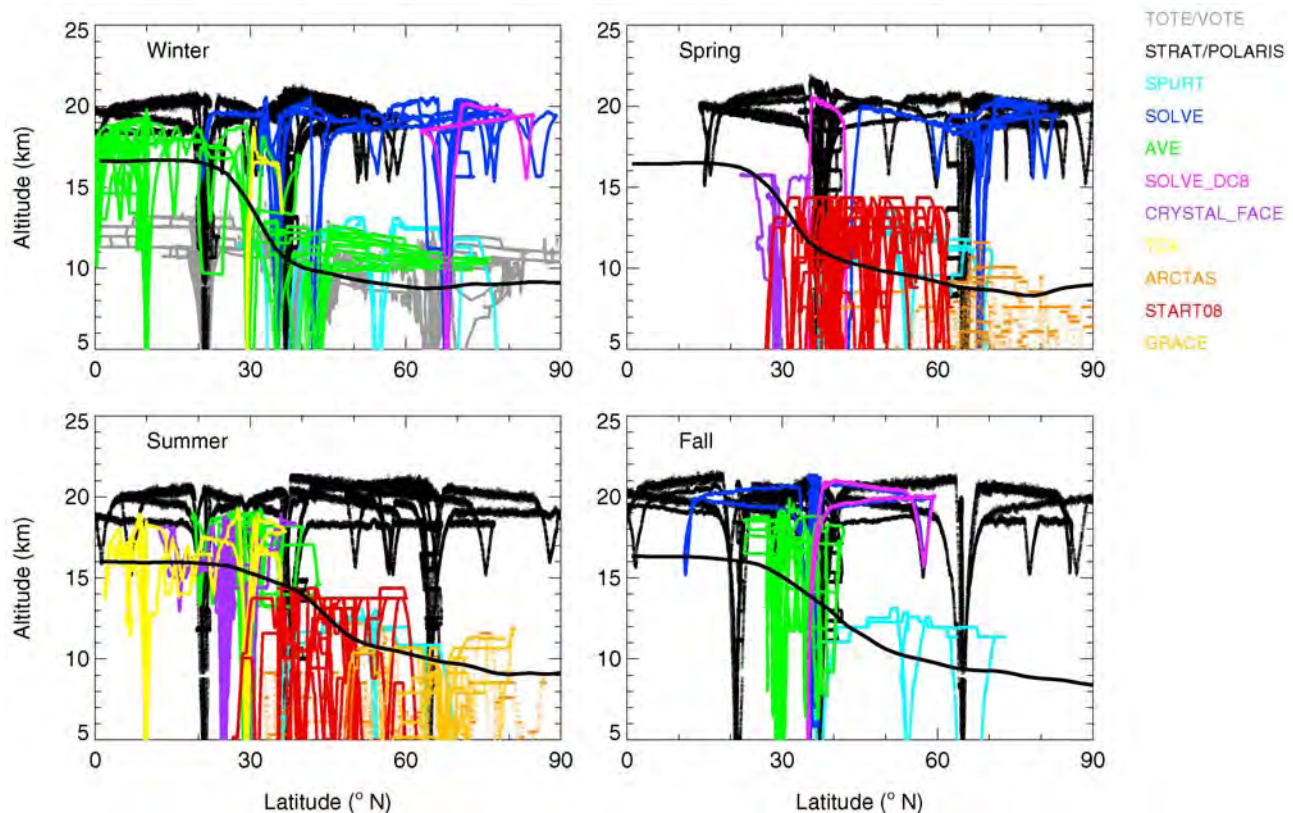 Winter
Spring
25
20
15
10
5
Altitude (km)
0
30
60
90
25
20
15
10
5
0
30
60
90
Summer
Fall
25
20
15
10
5
Altitude (km)
0
30
60
90
Latitude (° N)
25
20
15
10
5
0
30
60
90
Latitude (° N)
TOTE/VOTE
STRAT/POLARIS
SPURT
SOLVE
AVE
SOLVE_DC8
CRYSTAL_FACE
TC4
ARCTAS
START08
GRACE